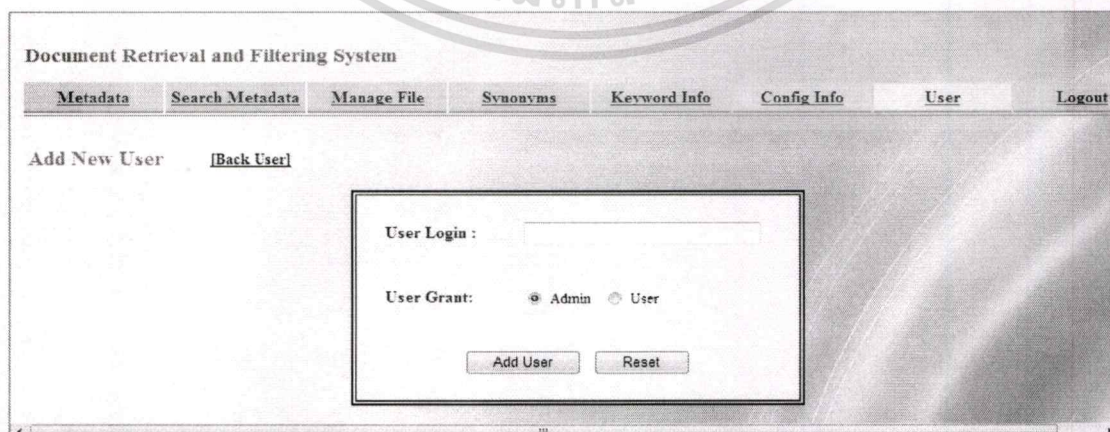 Document Retrieval and Filtering System
Metadata Search Metadata Manage File Synonyms Keyword Info Config Info User Logout
Add New User [Back User]
User Login :
User Grant: Admin User
Add User Reset